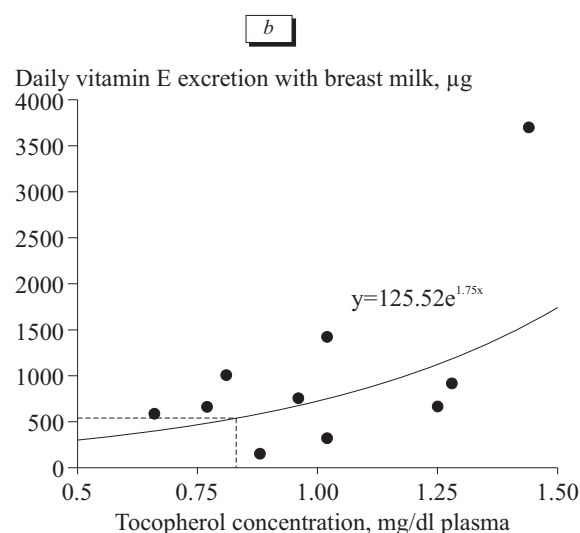 b
Daily vitamin E excretion with breast milk, µg
4000
3500
3000
2500
2000
y=125.52e^1.75x
1500
1000
500
0
0.5 0.75 1.00 1.25 1.50
Tocopherol concentration, mg/dl plasma